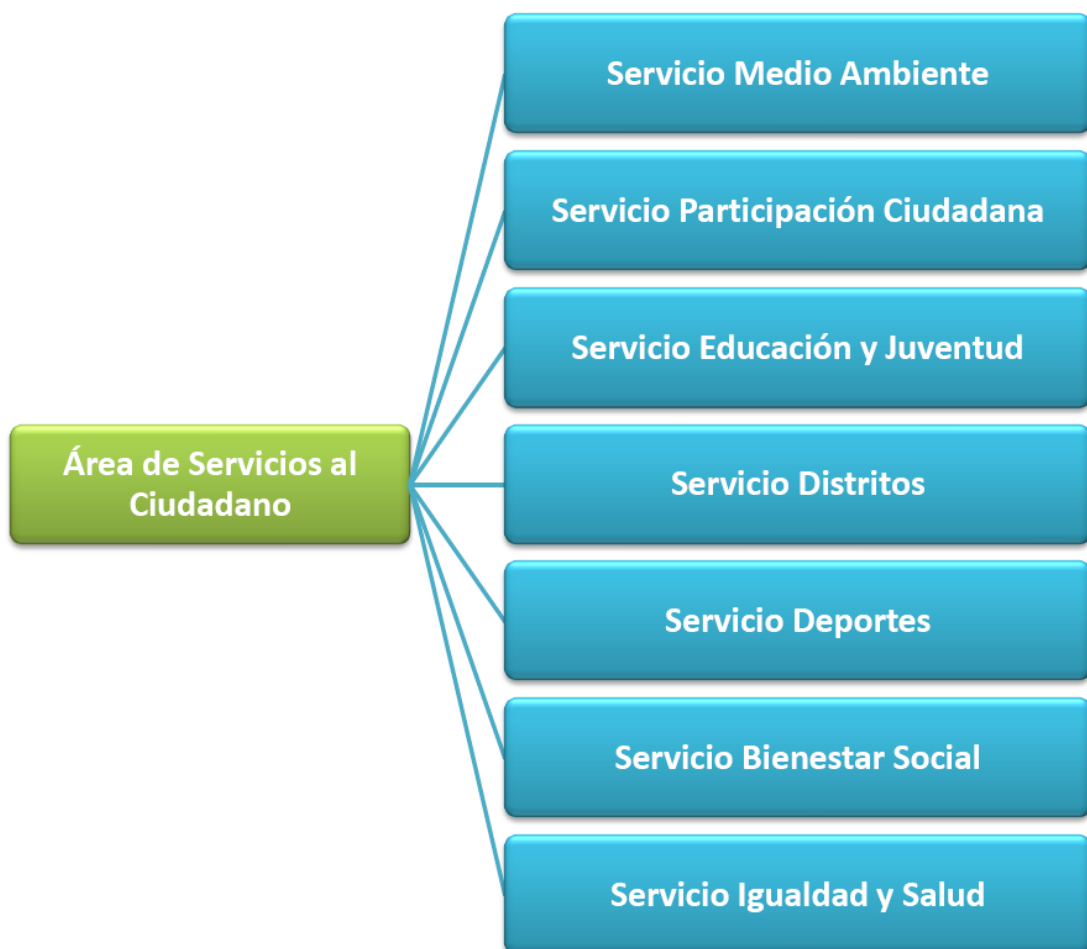 Servicio Medio Ambiente
Servicio Participación Ciudadana
Servicio Educación y Juventud
Área de Servicios al
Ciudadano
Servicio Distritos
Servicio Deportes
Servicio Bienestar Social
Servicio Igualdad y Salud